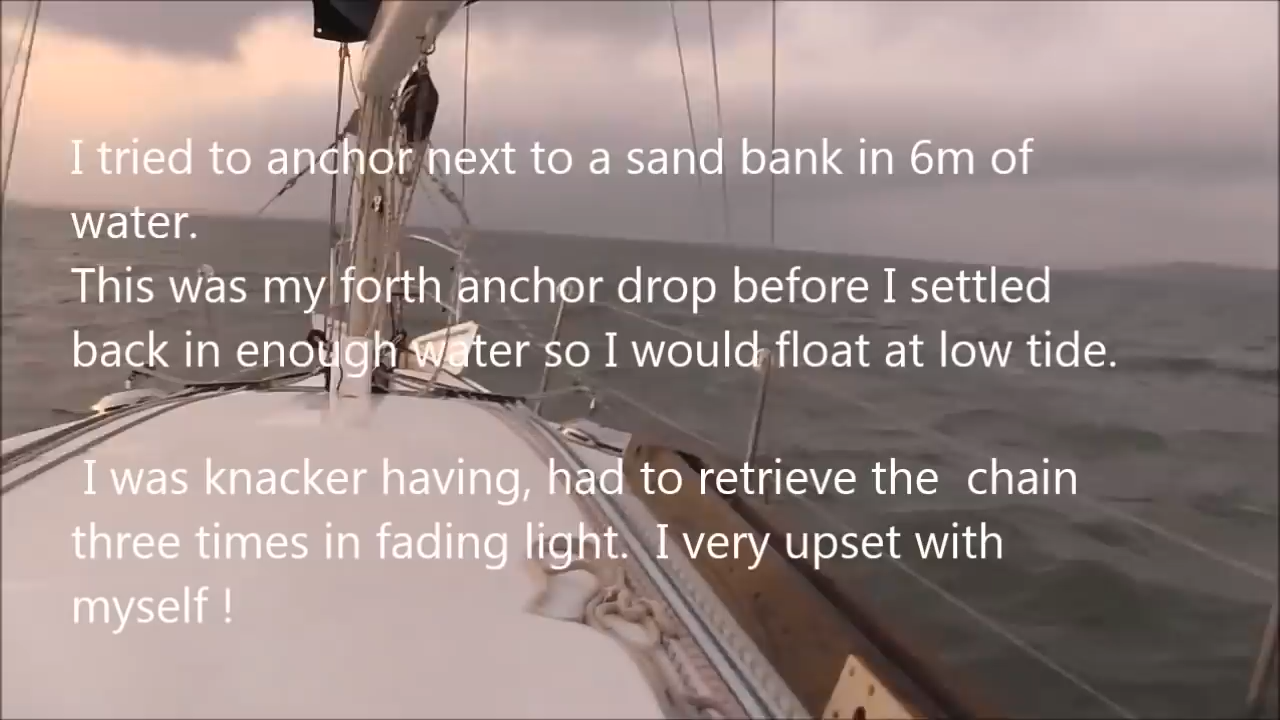 I tried to anchor next to a sand bank in 6m of
water.
This was my forth anchor drop before I settled
back in enough water so I would float at low tide.
I was knacker having, had to retrieve the  chain
three times in fading light.  I very upset with
myself !